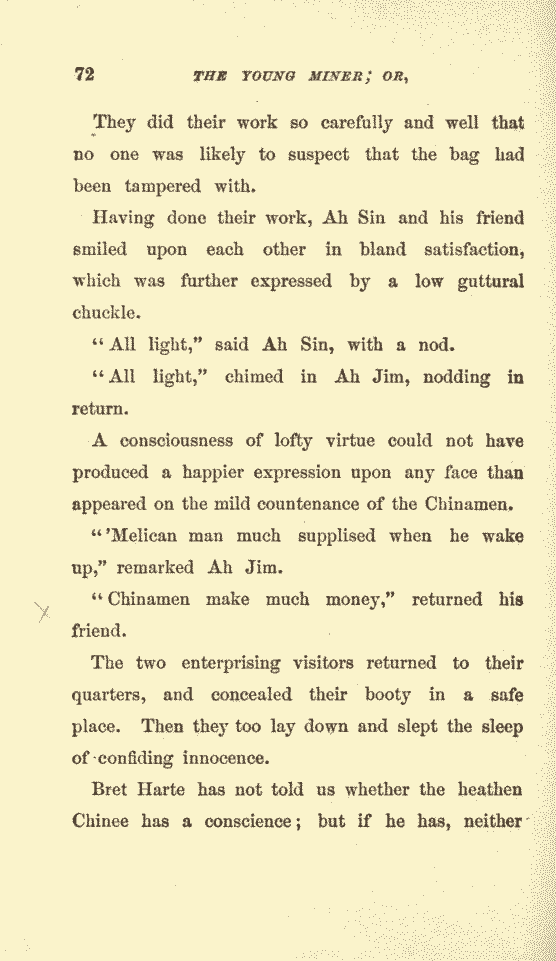 72 THE YOUNG MINER; OR,
They did their work so carefully and well that
no one was likely to suspect that the bag had
been tampered with.
Having done their work, Ah Sin and his friend
smiled upon each other in bland satisfaction,
which was further expressed by a low guttural
chuckle.
“All light,” said Ah Sin, with a nod.
“All light,” chimed in Ah Jim, nodding in
return.
A consciousness of lofty virtue could not have
produced a happier expression upon any face than
appeared on the mild countenance of the Chinamen.
“'Melican man much supplised when he wake
up,” remarked Ah Jim.
“Chinamen make much money,” returned his
friend.
The two enterprising visitors returned to their
quarters, and concealed their booty in a safe
place. Then they too lay down and slept the sleep
of confiding innocence.
Bret Harte has not told us whether the heathen
Chinee has a conscience; but if he has, neither